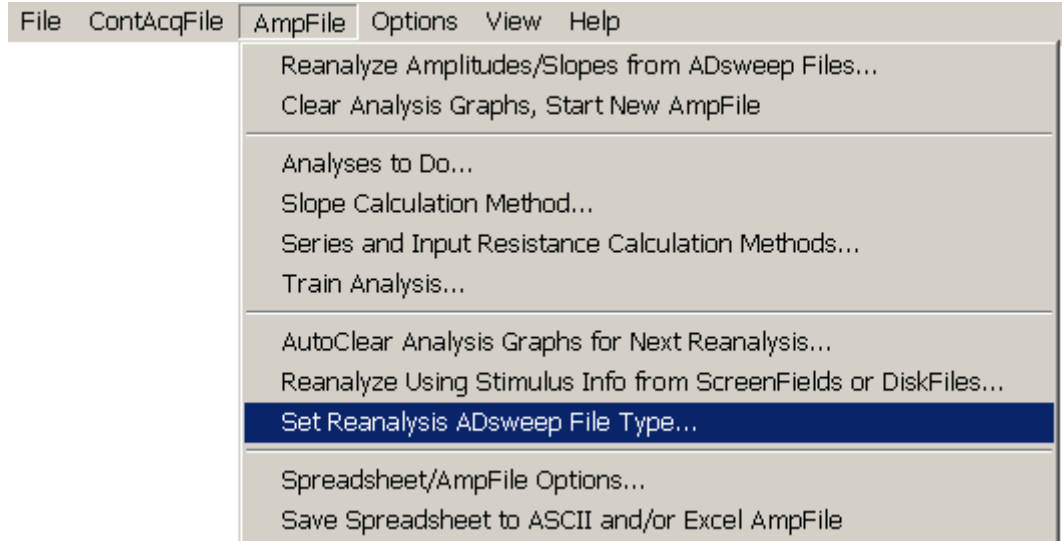 File ContAcqFile AmpFile Options View Help
Reanalyze Amplitudes/Slopes from ADsweep Files...
Clear Analysis Graphs, Start New AmpFile
Analyses to Do...
Slope Calculation Method...
Series and Input Resistance Calculation Methods...
Train Analysis...
AutoClear Analysis Graphs for Next Reanalysis...
Reanalyze Using Stimulus Info from ScreenFields or DiskFiles...
Set Reanalysis ADsweep File Type...
Spreadsheet/AmpFile Options...
Save Spreadsheet to ASCII and/or Excel AmpFile